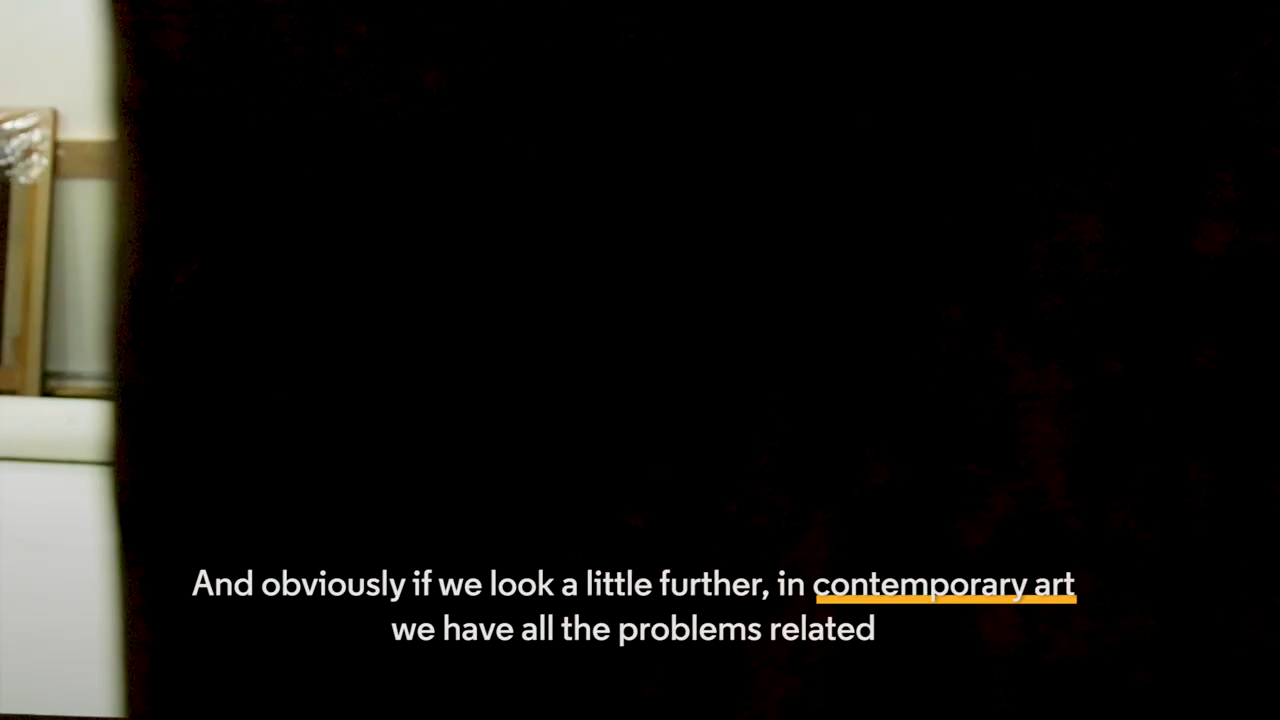 And obviously if we look a little further, in contemporary art
we have all the problems related